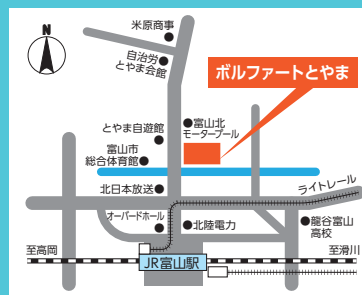 N
米原商事
自治労
とやま会館
ボルファートとやま
とやま自遊館
富山北
モータープール
富山市
総合体育館
北日本放送
ライトレール
オーバードホール
北陸電力
龍谷富山
高校
至高岡
至滑川
JR富山駅